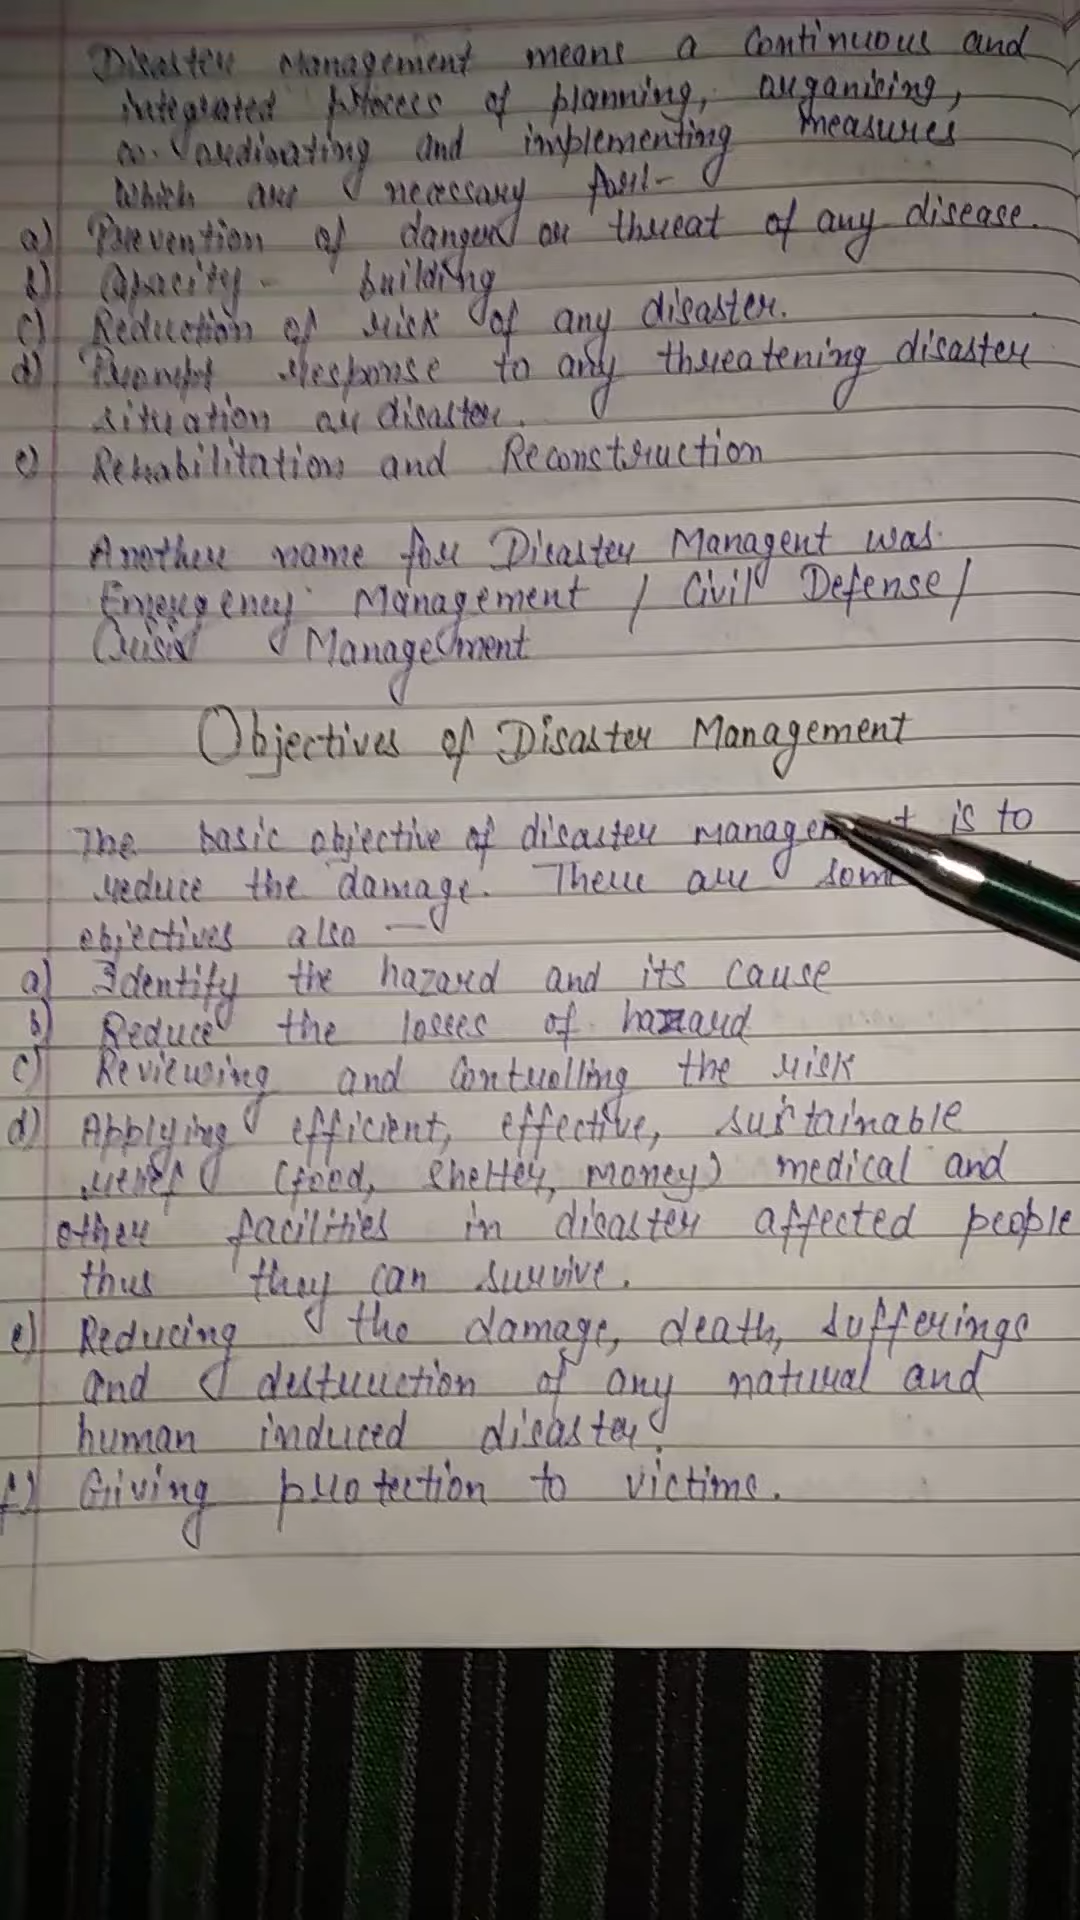 Disaster Management means a continuous and
integrated process of planning, organising,
co-ordinating and implementing measures
which are necessary for-
a) Prevention of danger or threat of any disease.
b) Capacity - building
c) Reduction of risk of any disaster.
d) Prompt response to any threatening disaster
situation or disaster.
e) Rehabilitation and Reconstruction
Another name for Disaster Managent was
Emergency Management / Civil Defense /
Crisis Management
Objectives of Disaster Management
The basic objective of disaster management is to
reduce the damage. There are some
objectives also —
a) Identify the hazard and its cause
b) Reduce the losses of hazard
c) Reviewing and controlling the risk
d) Applying efficient, effective, sustainable
relief (food, shelter, money) medical and
other facilities in disaster affected people
thus they can survive.
e) Reducing the damage, death, sufferings
and destruction of any natural and
human induced disaster.
f) Giving protection to victims.